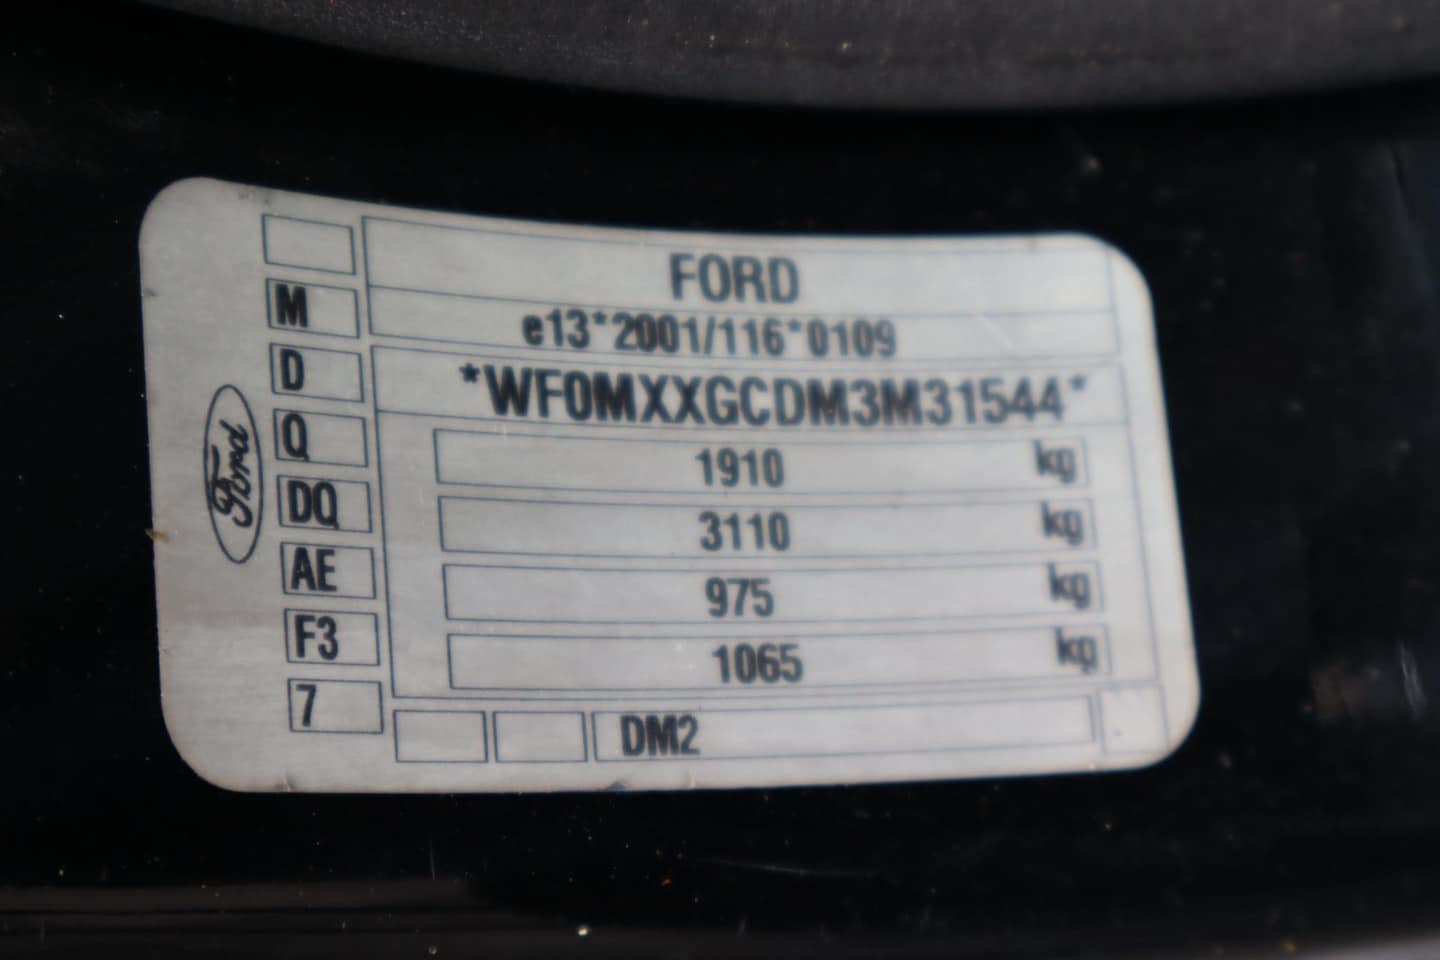 FORD
e13*2001/116*0109
*WF0MXXGCDM3M31544*
1910 kg
3110 kg
975 kg
1065 kg
DM2
M
D
Q
DQ
AE
F3
7
Ford